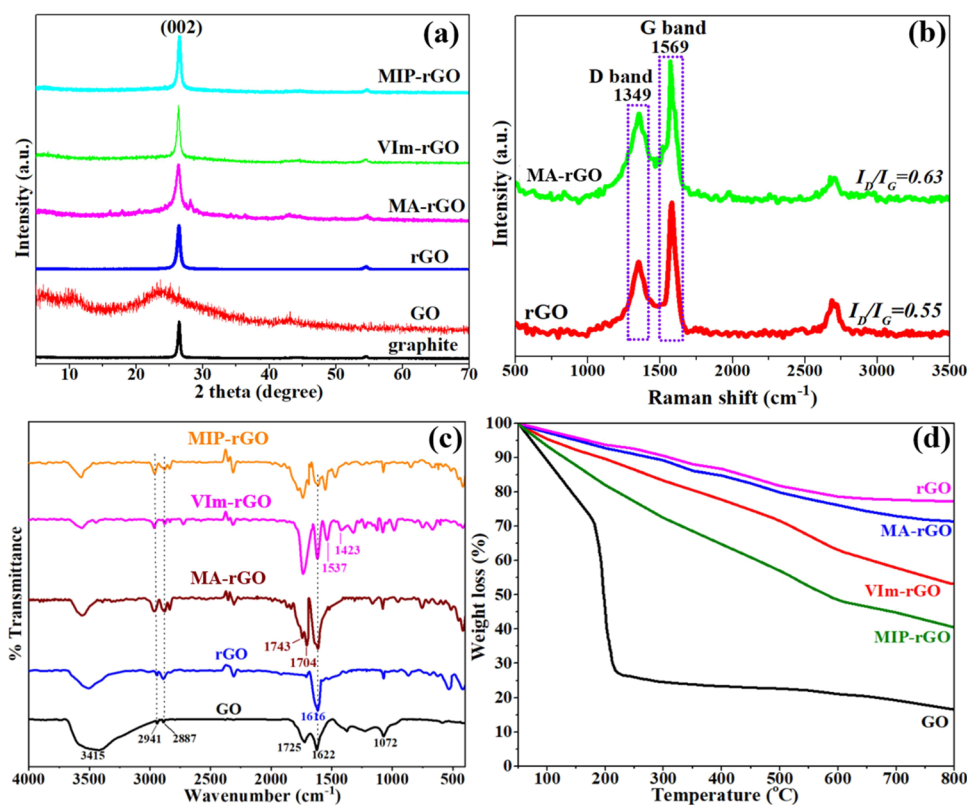 (002)
(a)
MIP-rGO
VIm-rGO
MA-rGO
rGO
GO
graphite
Intensity (a.u.)
10 20 30 40 50 60 70
2 theta (degree)
G band
1569
(b)
D band
1349
MA-rGO
I_D/I_G=0.63
rGO
I_D/I_G=0.55
Intensity (a.u.)
500 1000 1500 2000 2500 3000 3500
Raman shift (cm⁻¹)
(c)
MIP-rGO
VIm-rGO
1423
1537
MA-rGO
1743
1704
rGO
1616
GO
3415
2941
2887
1725
1622
1072
% Transmittance
4000 3500 3000 2500 2000 1500 1000 500
Wavenumber (cm⁻¹)
(d)
100
90
80
70
60
50
40
30
20
10
0
rGO
MA-rGO
VIm-rGO
MIP-rGO
GO
Weight loss (%)
100 200 300 400 500 600 700 800
Temperature (°C)